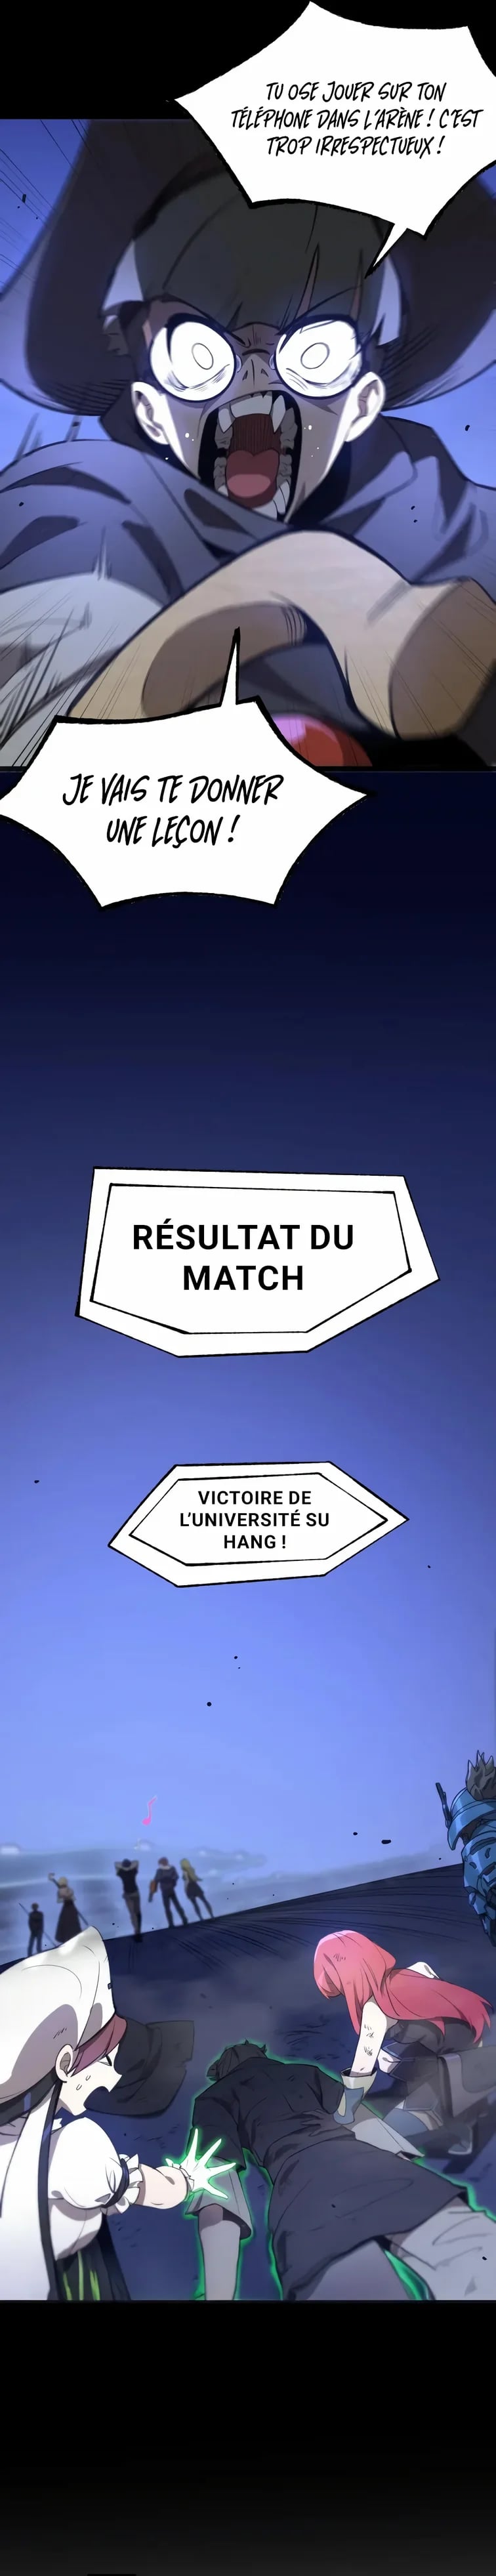 TU OSE JOUER SUR TON
TÉLÉPHONE DANS L'ARÈNE ! C'EST
TROP IRRESPECTUEUX !
JE VAIS TE DONNER
UNE LEÇON !
RÉSULTAT DU
MATCH
VICTOIRE DE
L'UNIVERSITÉ SU
HANG !